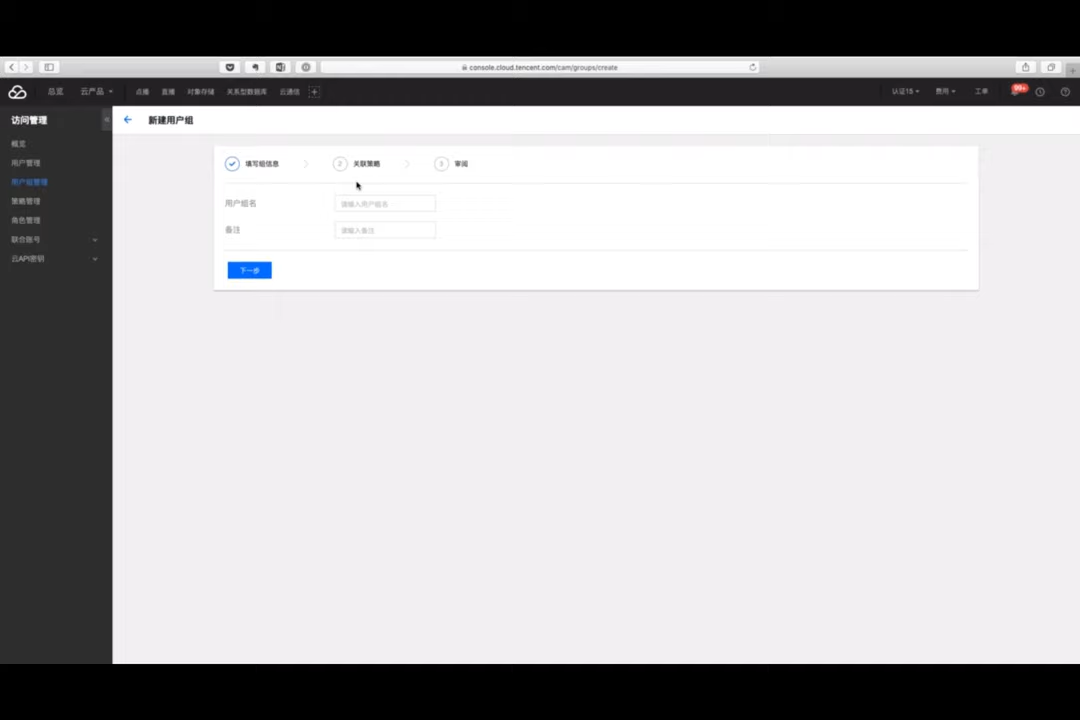 console.cloud.tencent.com/cam/groups/create
总览 云产品 点播 直播 对象存储 关系型数据库 云通信 费用 工单 99+
访问管理
新建用户组
概览
用户管理
用户组管理
策略管理
角色管理
联合账号
云API密钥
填写组信息 2 关联策略 3 审阅
用户组名 请输入用户组名
备注 请输入备注
下一步